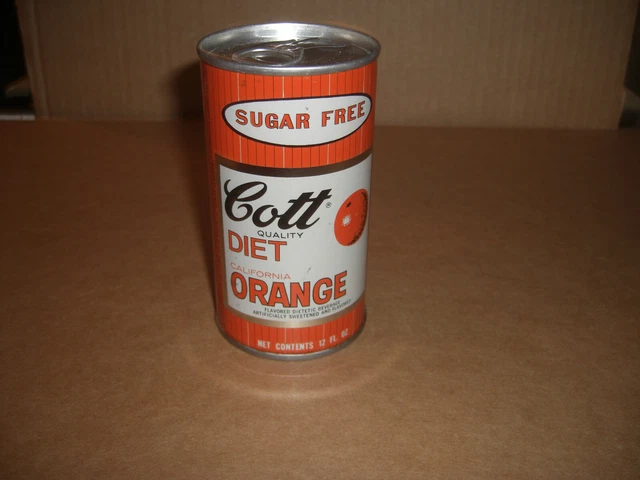 SUGAR FREE
Cott®
QUALITY
DIET
CALIFORNIA
ORANGE
FLAVORED DIETETIC BEVERAGE
ARTIFICIALLY SWEETENED AND FLAVORED
NET CONTENTS 12 FL. OZ.